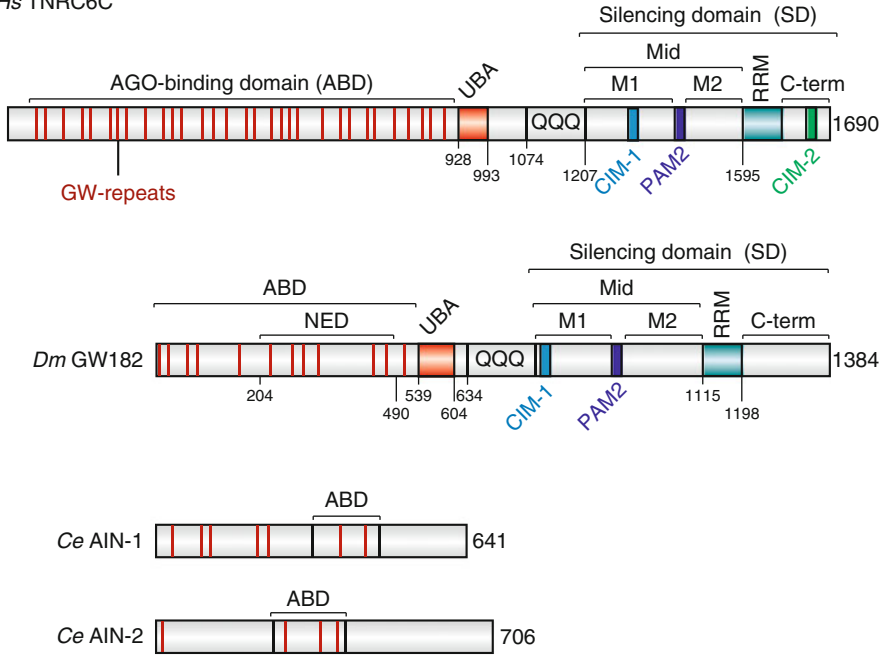 Hs TNRC6C
Silencing domain (SD)
Mid
AGO-binding domain (ABD)
UBA
M1
M2
RRM
C-term
QQQ
1690
928
993
1074
1207
CIM-1
PAM2
1595
CIM-2
GW-repeats
Silencing domain (SD)
ABD
Mid
NED
UBA
M1
M2
RRM
C-term
Dm GW182
QQQ
1384
204
490
539
604
634
CIM-1
PAM2
1115
1198
ABD
Ce AIN-1
641
ABD
Ce AIN-2
706